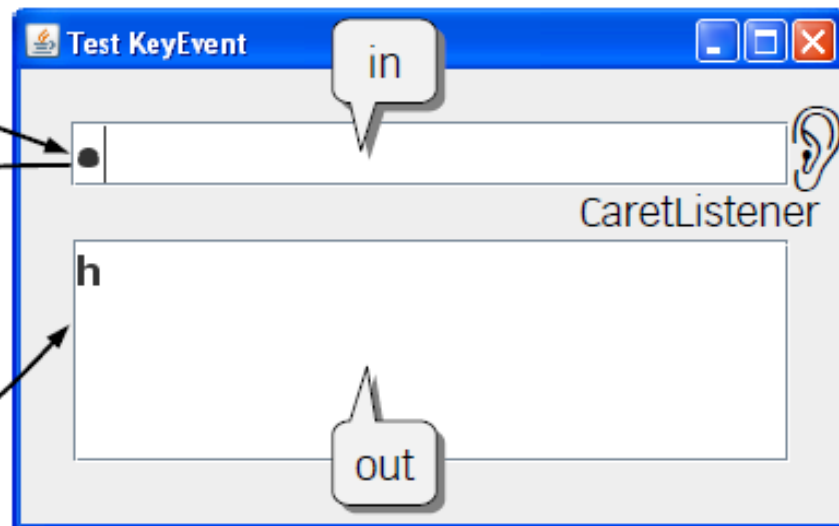 Test KeyEvent
in
●
CaretListener
h
out